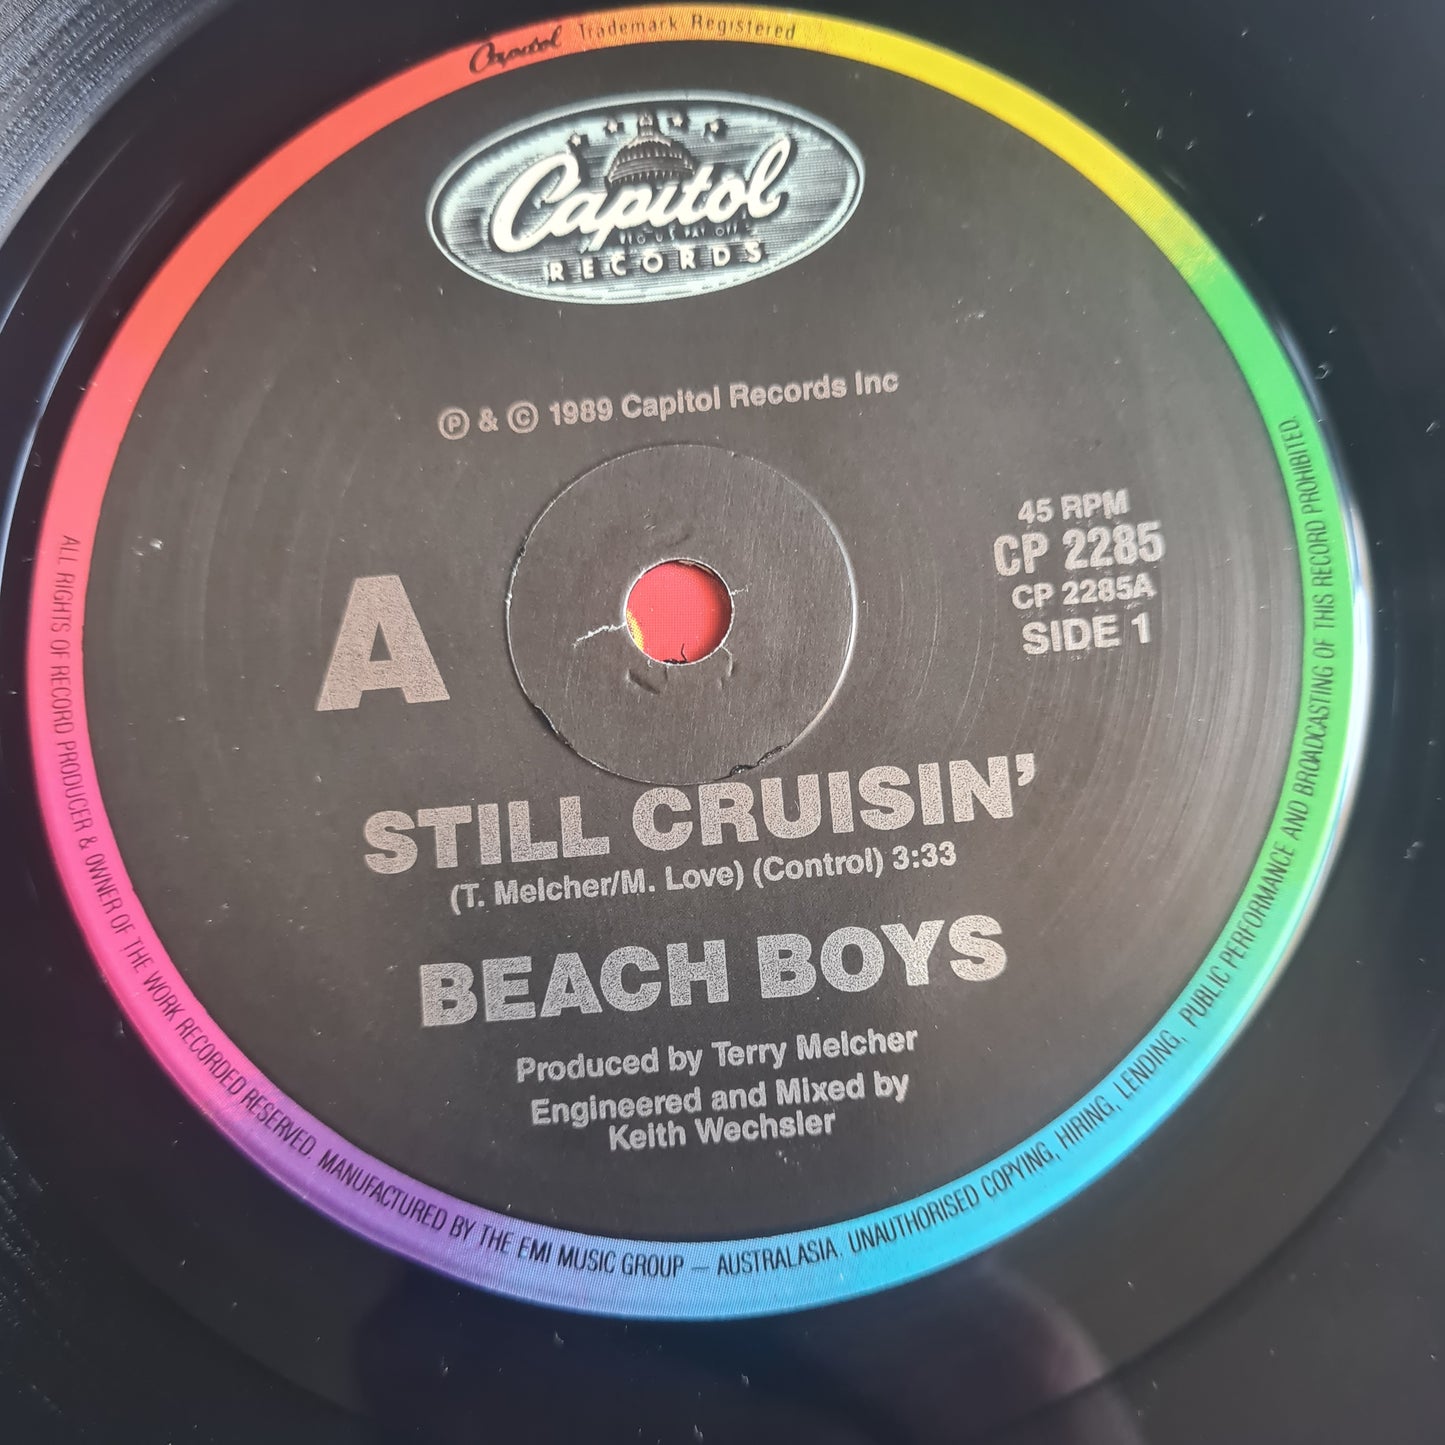 Capitol Trademark Registered
Capitol
RECORDS
Ⓟ & © 1989 Capitol Records Inc
45 RPM
CP 2285
CP 2285A
SIDE 1
A
STILL CRUISIN'
(T. Melcher/M. Love) (Control) 3:33
BEACH BOYS
Produced by Terry Melcher
Engineered and Mixed by
Keith Wechsler
ALL RIGHTS OF RECORD PRODUCER & OWNER OF THE WORK RECORDED RESERVED. MANUFACTURED BY THE EMI MUSIC GROUP – AUSTRALASIA. UNAUTHORISED COPYING, HIRING, LENDING, PUBLIC PERFORMANCE AND BROADCASTING OF THIS RECORD PROHIBITED.